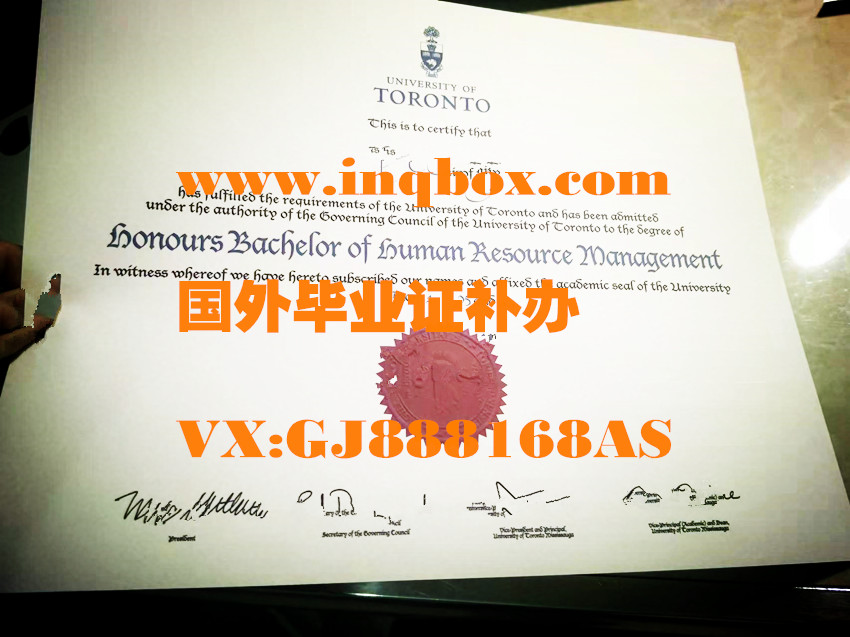 UNIVERSITY OF
TORONTO
This is to certify that
www.inqbox.com
has fulfilled the requirements of the University of Toronto and has been admitted
under the authority of the Governing Council of the University of Toronto to the degree of
Honours Bachelor of Human Resource Management
In witness whereof we have hereto subscribed our names and affixed the academic seal of the University
国外毕业证补办
VX:GJ888168AS
President
Secretary of the Governing Council
Vice-President and Principal,
University of Toronto Mississauga
Vice-Principal (Academic) and Dean,
University of Toronto Mississauga